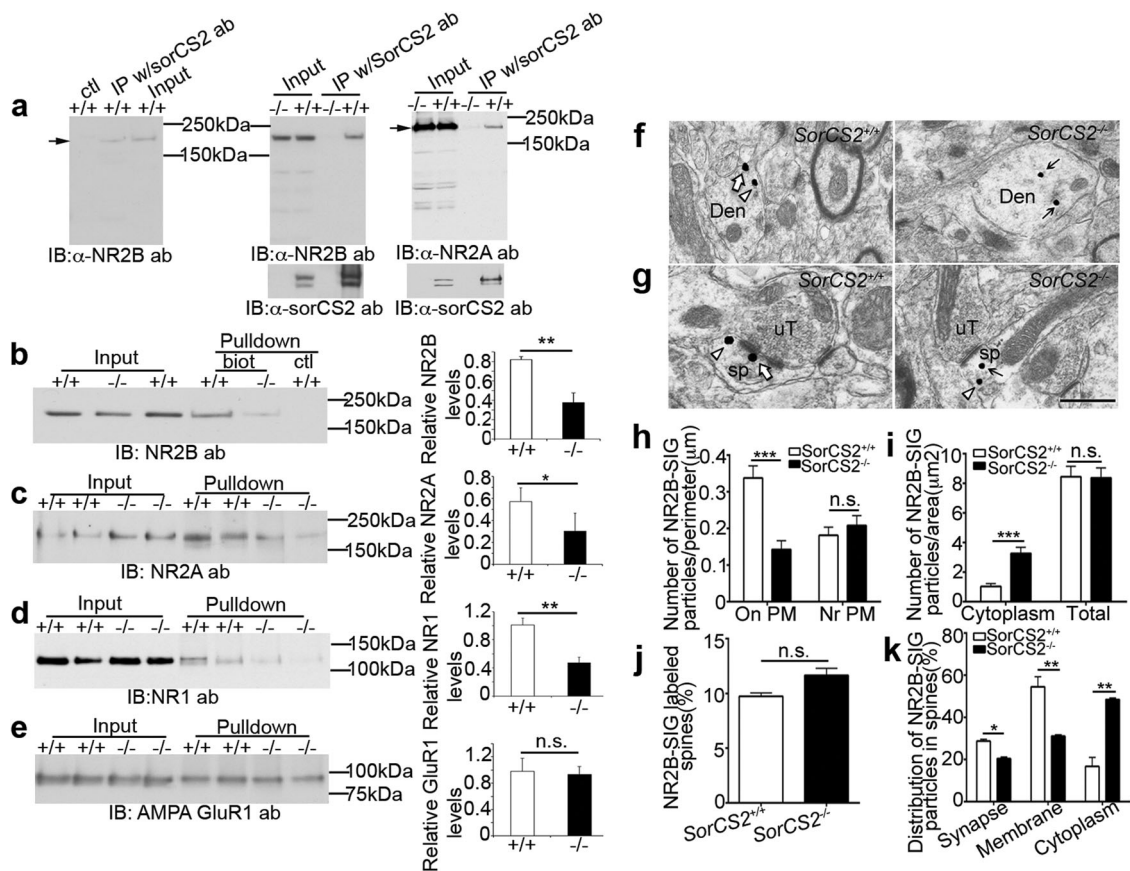 a
ctl
IP w/sorCS2 ab
Input
+/+ +/+ +/+
250kDa
150kDa
IB:α-NR2B ab
Input
IP w/SorCS2 ab
-/- +/+ -/- +/+
250kDa
150kDa
IB:α-NR2B ab
IB:α-sorCS2 ab
Input
IP w/sorCS2 ab
-/- +/+ -/- +/+
250kDa
150kDa
IB:α-NR2A ab
IB:α-sorCS2 ab
b
Input
Pulldown
biot
ctl
+/+ -/- +/+ +/+ -/- +/+
250kDa
150kDa
IB: NR2B ab
Relative NR2B
levels
0.8
0.6
0.4
0.2
0
**
+/+ -/-
c
Input
Pulldown
+/+ +/+ -/- -/- +/+ +/+ -/- -/-
250kDa
150kDa
IB: NR2A ab
Relative NR2A
levels
0.8
0.6
0.4
0.2
0
*
+/+ -/-
d
Input
Pulldown
+/+ +/+ -/- -/- +/+ +/+ -/- -/-
150kDa
100kDa
IB:NR1 ab
Relative NR1
levels
1.2
0.8
0.4
0
**
+/+ -/-
e
Input
Pulldown
+/+ +/+ -/- -/- +/+ +/+ -/- -/-
100kDa
75kDa
IB: AMPA GluR1 ab
Relative GluR1
levels
1.2
0.9
0.6
0.3
0
n.s.
+/+ -/-
f
SorCS2+/+
Den
SorCS2-/-
Den
g
SorCS2+/+
uT
sp
SorCS2-/-
uT
sp
h
SorCS2+/+
SorCS2-/-
Number of NR2B-SIG
particles/perimeter(μm)
0.4
0.3
0.2
0.1
0
***
n.s.
On PM Nr PM
i
Number of NR2B-SIG
particles/area(μm2)
10
8
6
4
2
0
***
n.s.
Cytoplasm Total
j
NR2B-SIG labeled
spines(%)
15
10
5
0
n.s.
SorCS2+/+ SorCS2-/-
k
SorCS2+/+
SorCS2-/-
Distribution of NR2B-SIG
particles in spines(%)
80
60
40
20
0
*
**
**
Synapse
Membrane
Cytoplasm